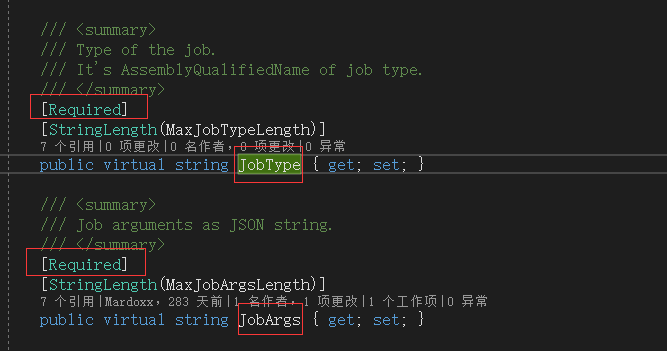 /// <summary>
/// Type of the job.
/// It's AssemblyQualifiedName of job type.
/// </summary>
[Required]
[StringLength(MaxJobTypeLength)]
7 个引用|0 项更改|0 名作者, 0 项更改|0 异常
public virtual string JobType { get; set; }
/// <summary>
/// Job arguments as JSON string.
/// </summary>
[Required]
[StringLength(MaxJobArgsLength)]
7 个引用|Mardoxx, 283 天前|1 名作者, 1 项更改|1 个工作项|0 异常
public virtual string JobArgs { get; set; }